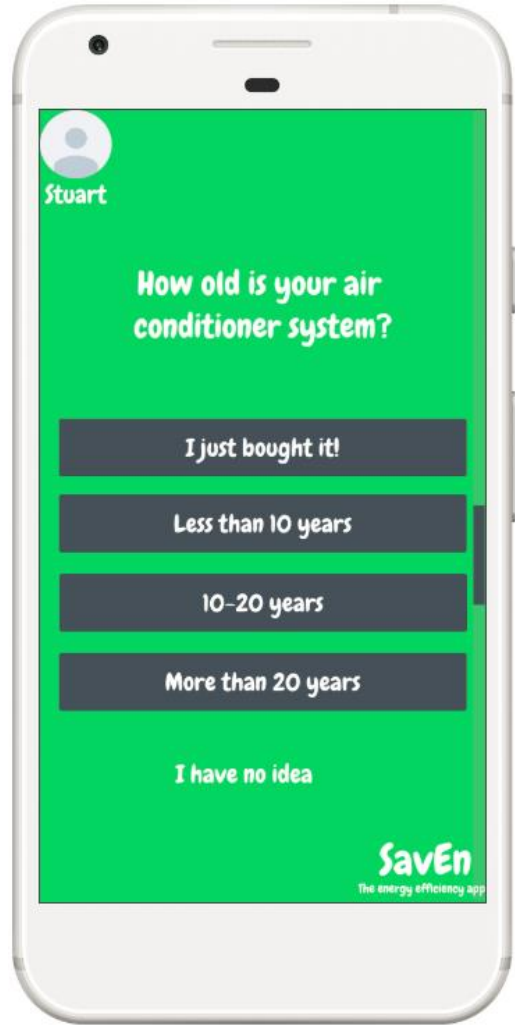 Stuart
How old is your air
conditioner system?
I just bought it!
Less than 10 years
10-20 years
More than 20 years
I have no idea
SavEn
The energy efficiency app